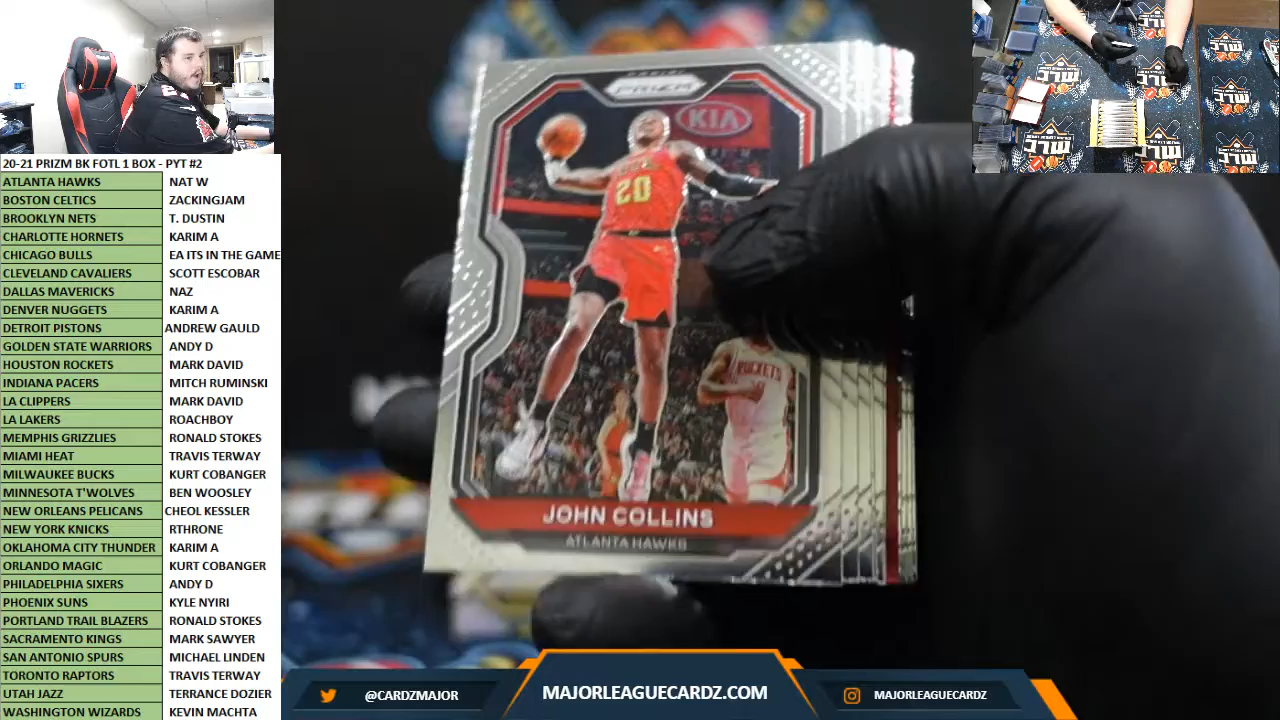 20-21 PRIZM BK FOTL 1 BOX - PYT #2
ATLANTA HAWKS NAT W
BOSTON CELTICS ZACKINGJAM
BROOKLYN NETS T. DUSTIN
CHARLOTTE HORNETS KARIM A
CHICAGO BULLS EA ITS IN THE GAME
CLEVELAND CAVALIERS SCOTT ESCOBAR
DALLAS MAVERICKS NAZ
DENVER NUGGETS KARIM A
DETROIT PISTONS ANDREW GAULD
GOLDEN STATE WARRIORS ANDY D
HOUSTON ROCKETS MARK DAVID
INDIANA PACERS MITCH RUMINSKI
LA CLIPPERS MARK DAVID
LA LAKERS ROACHBOY
MEMPHIS GRIZZLIES RONALD STOKES
MIAMI HEAT TRAVIS TERWAY
MILWAUKEE BUCKS KURT COBANGER
MINNESOTA T'WOLVES BEN WOOSLEY
NEW ORLEANS PELICANS CHEOL KESSLER
NEW YORK KNICKS RTHRONE
OKLAHOMA CITY THUNDER KARIM A
ORLANDO MAGIC KURT COBANGER
PHILADELPHIA SIXERS ANDY D
PHOENIX SUNS KYLE NYIRI
PORTLAND TRAIL BLAZERS RONALD STOKES
SACRAMENTO KINGS MARK SAWYER
SAN ANTONIO SPURS MICHAEL LINDEN
TORONTO RAPTORS TRAVIS TERWAY
UTAH JAZZ TERRANCE DOZIER
WASHINGTON WIZARDS KEVIN MACHTA
PANINI
PRIZM
KIA
20
ROCKETS
JOHN COLLINS
ATLANTA HAWKS
@CARDZMAJOR
MAJORLEAGUECARDZ.COM
MAJORLEAGUECARDZ